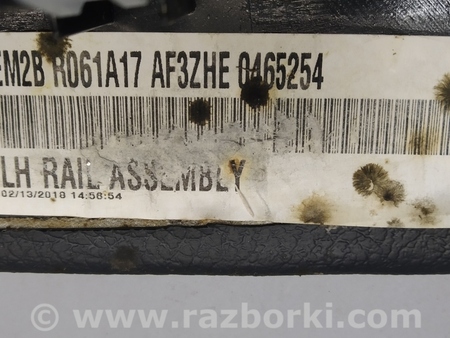 EM2B R061A17 AF3ZHE 0465254
LH RAIL ASSEMBLY
02/13/2018 14:56:54
© www.razborki.com